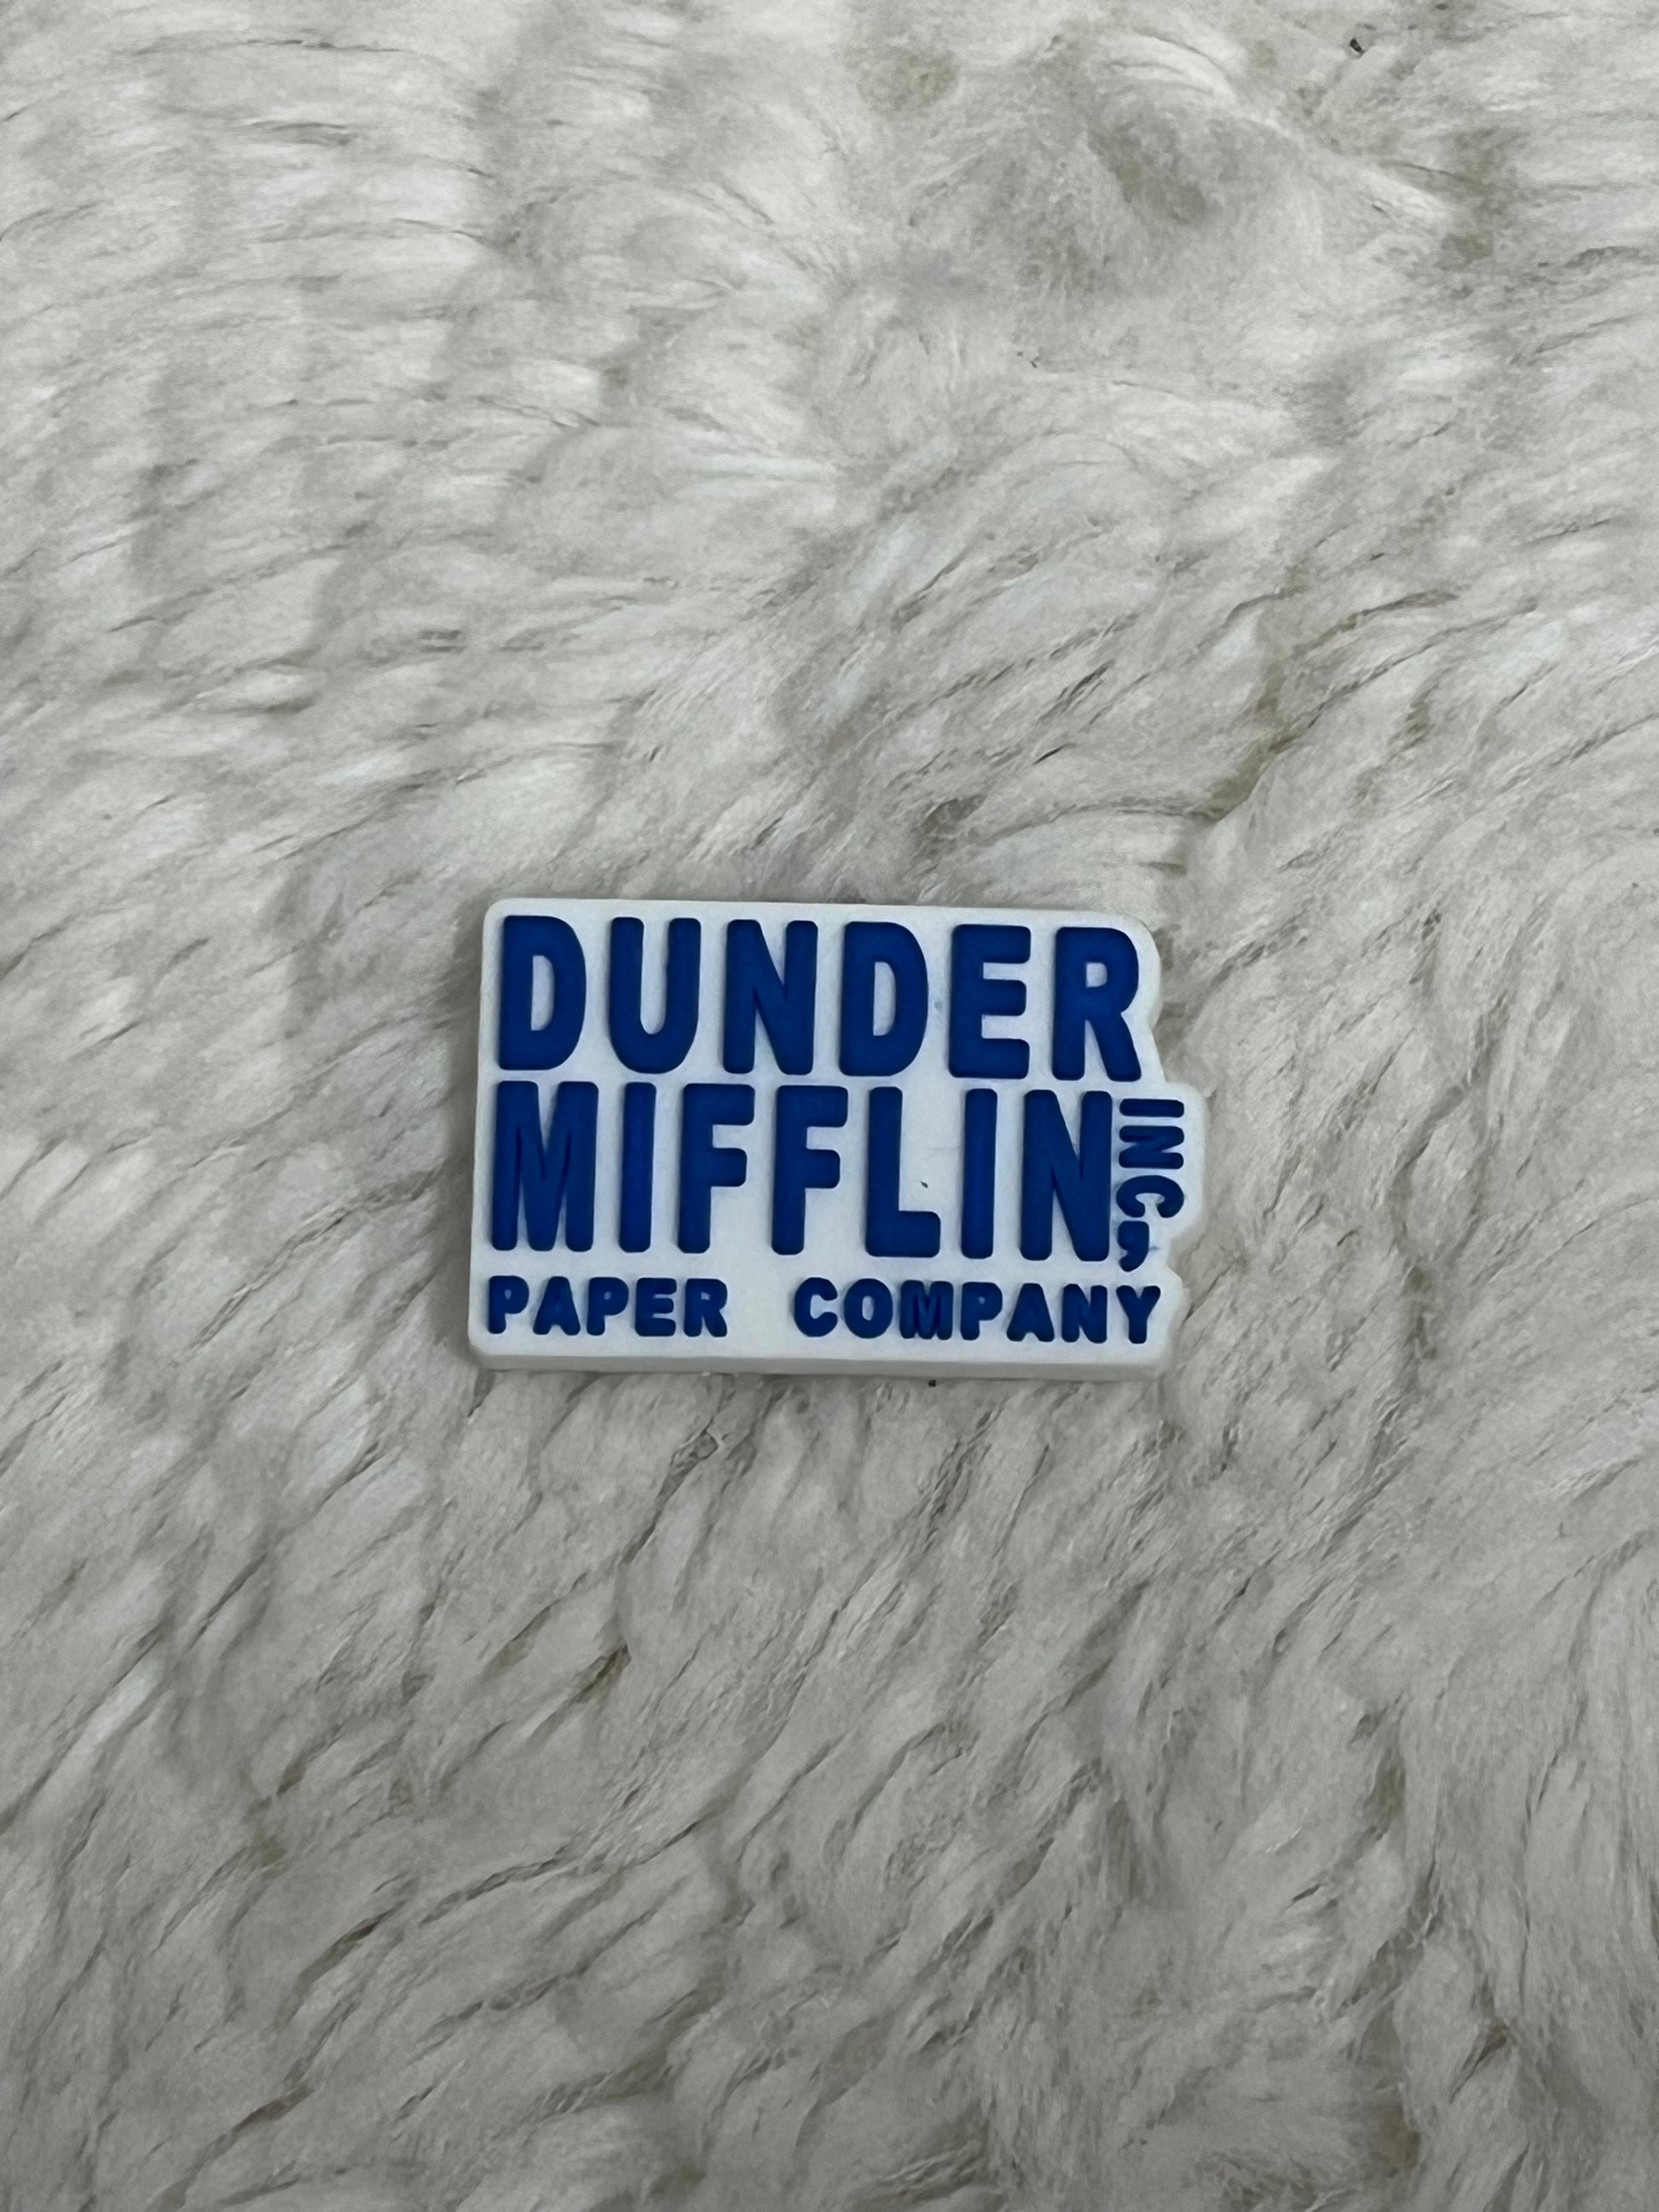 DUNDER
MIFFLIN
INC.,
PAPER COMPANY